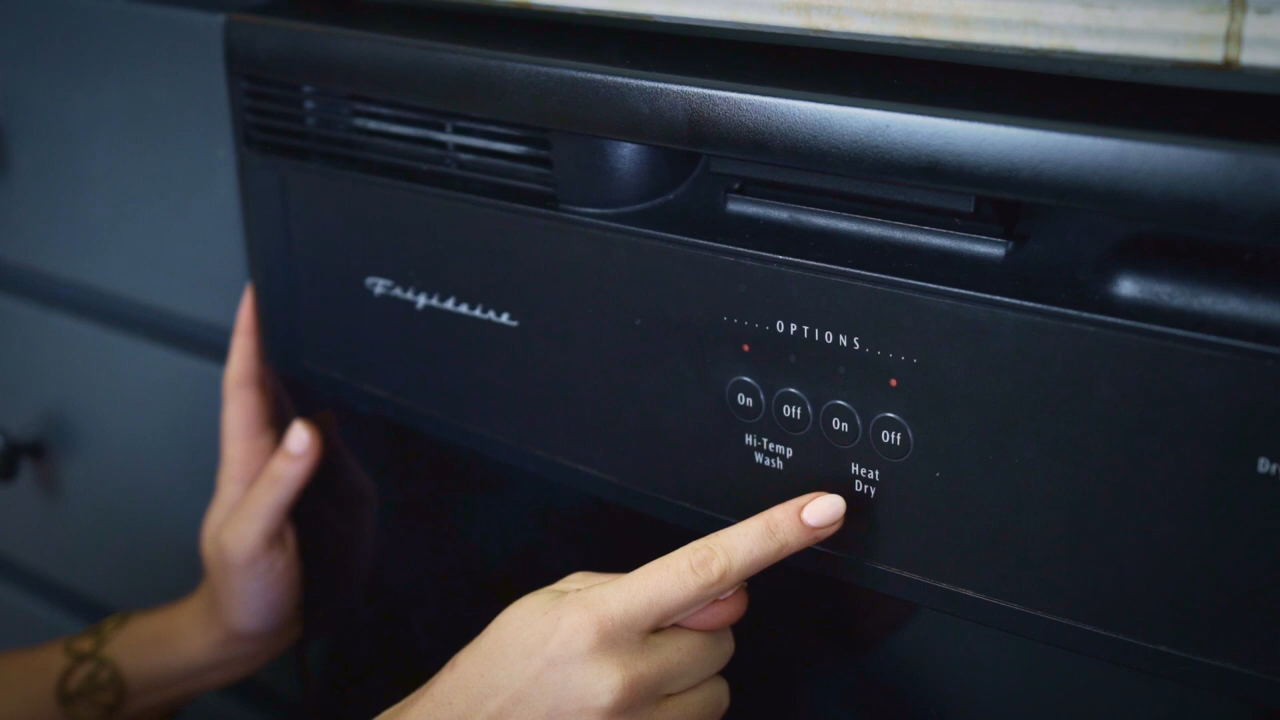 Frigidaire
.....OPTIONS.....
On Off On Off
Hi-Temp
Wash
Heat
Dry